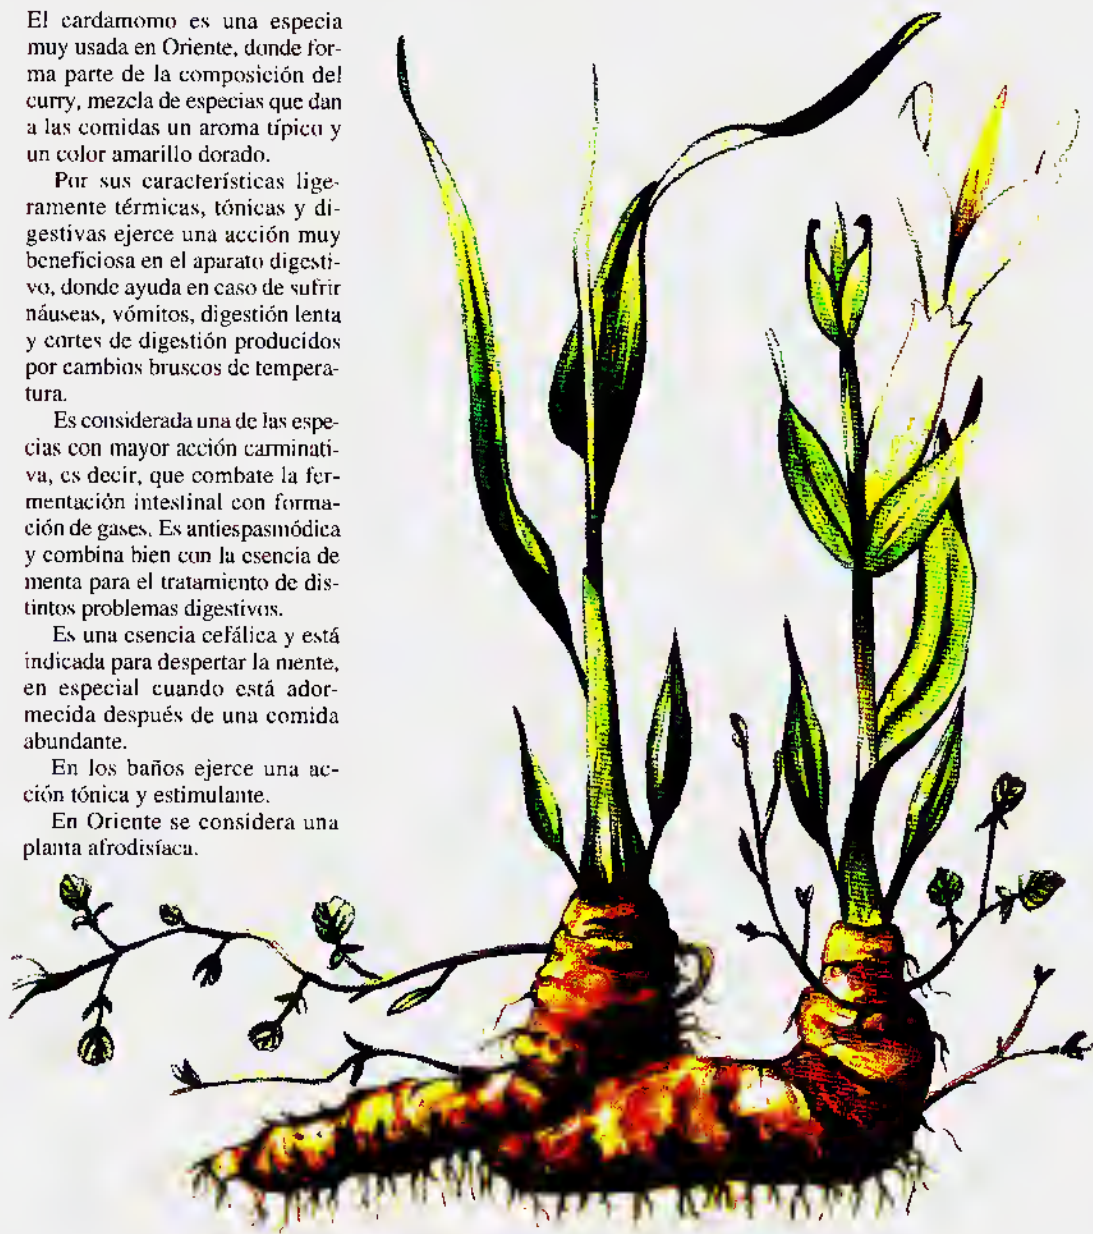 El cardamomo es una especia
muy usada en Oriente, donde for-
ma parte de la composición del
curry, mezcla de especias que dan
a las comidas un aroma típico y
un color amarillo dorado.
Por sus características lige-
ramente térmicas, tónicas y di-
gestivas ejerce una acción muy
beneficiosa en el aparato digesti-
vo, donde ayuda en caso de sufrir
náuseas, vómitos, digestión lenta
y cortes de digestión producidos
por cambios bruscos de tempera-
tura.
Es considerada una de las espe-
cias con mayor acción carminati-
va, es decir, que combate la fer-
mentación intestinal con forma-
ción de gases. Es antiespasmódica
y combina bien con la esencia de
menta para el tratamiento de dis-
tintos problemas digestivos.
Es una esencia cefálica y está
indicada para despertar la mente,
en especial cuando está ador-
mecida después de una comida
abundante.
En los baños ejerce una ac-
ción tónica y estimulante.
En Oriente se considera una
planta afrodisíaca.